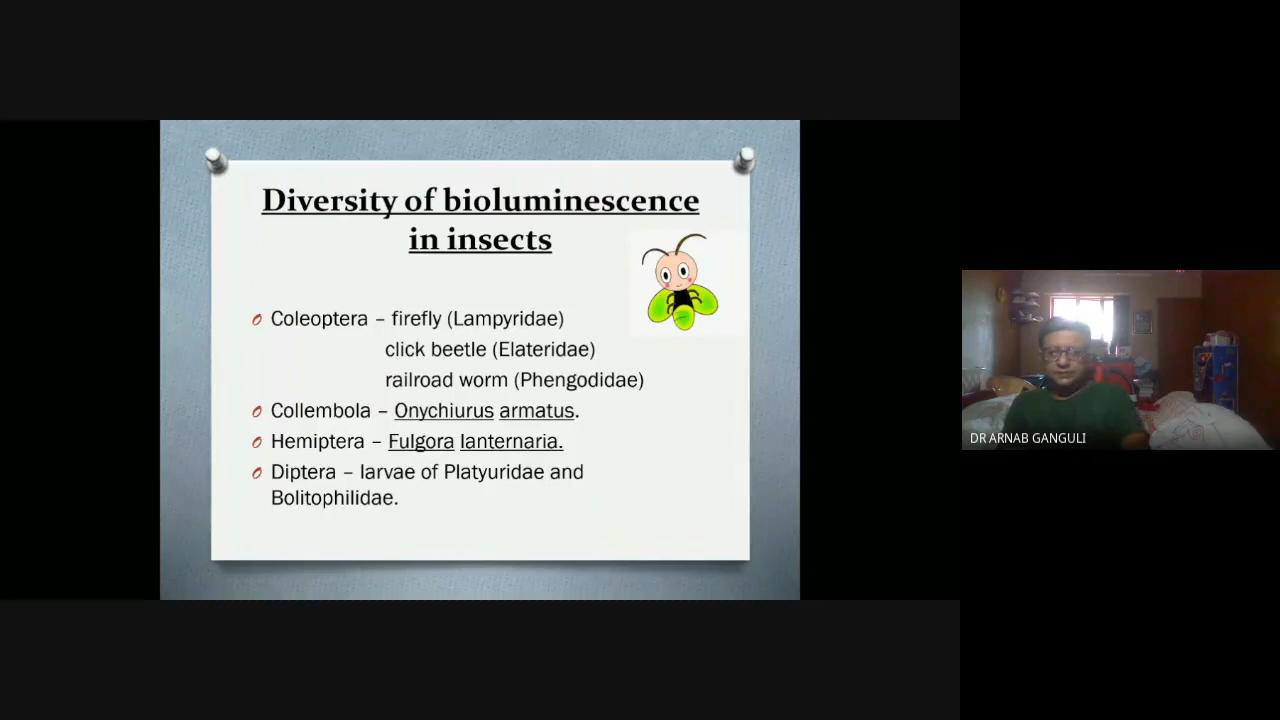 Diversity of bioluminescence
in insects
Coleoptera – firefly (Lampyridae)
click beetle (Elateridae)
railroad worm (Phengodidae)
Collembola – Onychiurus armatus.
Hemiptera – Fulgora lanternaria.
Diptera – larvae of Platyuridae and
Bolitophilidae.
DR ARNAB GANGULI